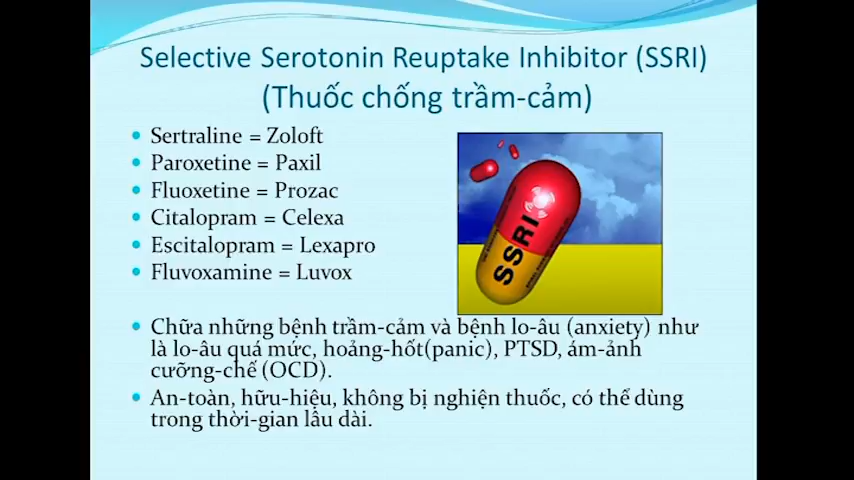 Selective Serotonin Reuptake Inhibitor (SSRI)
(Thuốc chống trầm-cảm)
Sertraline = Zoloft
Paroxetine = Paxil
Fluoxetine = Prozac
Citalopram = Celexa
Escitalopram = Lexapro
Fluvoxamine = Luvox
SSRI
Chữa những bệnh trầm-cảm và bệnh lo-âu (anxiety) như
là lo-âu quá mức, hoảng-hốt(panic), PTSD, ám-ảnh
cưỡng-chế (OCD).
An-toàn, hữu-hiệu, không bị nghiện thuốc, có thể dùng
trong thời-gian lâu dài.